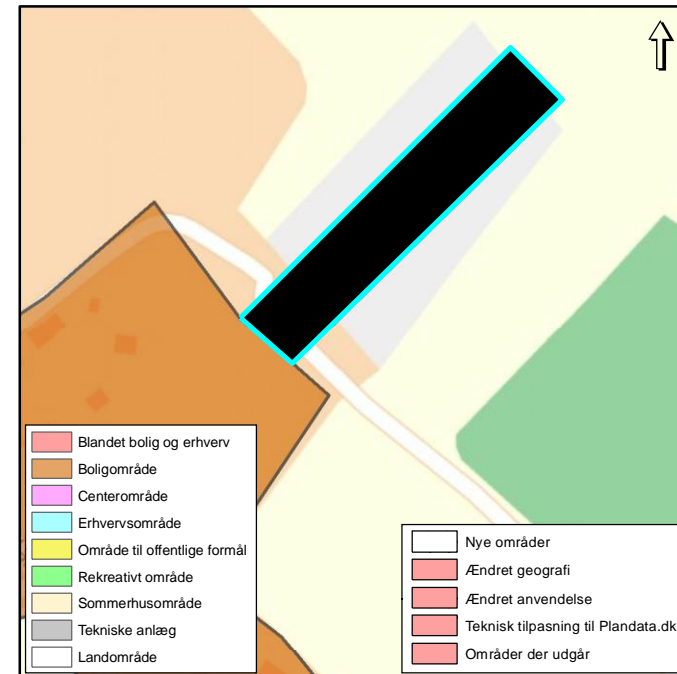 Blandet bolig og erhverv
Boligområde
Centerområde
Erhvervsområde
Område til offentlige formål
Rekreativt område
Sommerhusområde
Tekniske anlæg
Landområde
Nye områder
Ændret geografi
Ændret anvendelse
Teknisk tilpasning til Plandata.dk
Områder der udgår